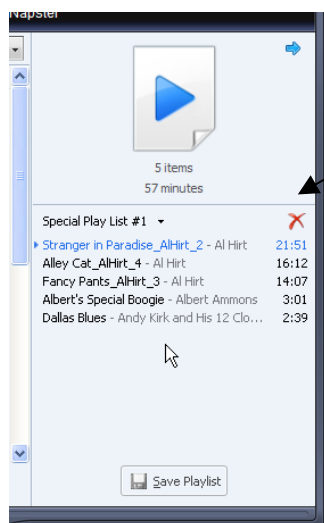 Napster
5 items
57 minutes
Special Play List #1
Stranger in Paradise_AlHirt_2 - Al Hirt 21:51
Alley Cat_AlHirt_4 - Al Hirt 16:12
Fancy Pants_AlHirt_3 - Al Hirt 14:07
Albert's Special Boogie - Albert Ammons 3:01
Dallas Blues - Andy Kirk and His 12 Clo... 2:39
Save Playlist